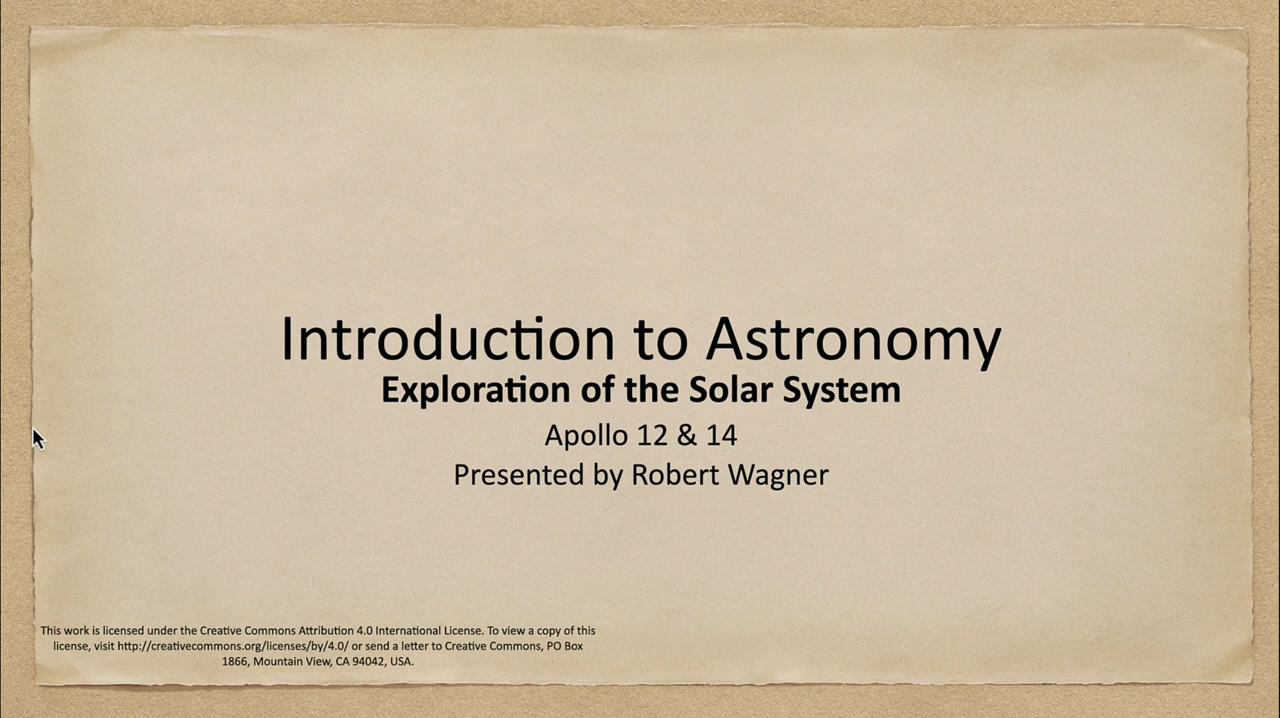 Introduction to Astronomy
Exploration of the Solar System
Apollo 12 & 14
Presented by Robert Wagner
This work is licensed under the Creative Commons Attribution 4.0 International License. To view a copy of this
license, visit http://creativecommons.org/licenses/by/4.0/ or send a letter to Creative Commons, PO Box
1866, Mountain View, CA 94042, USA.